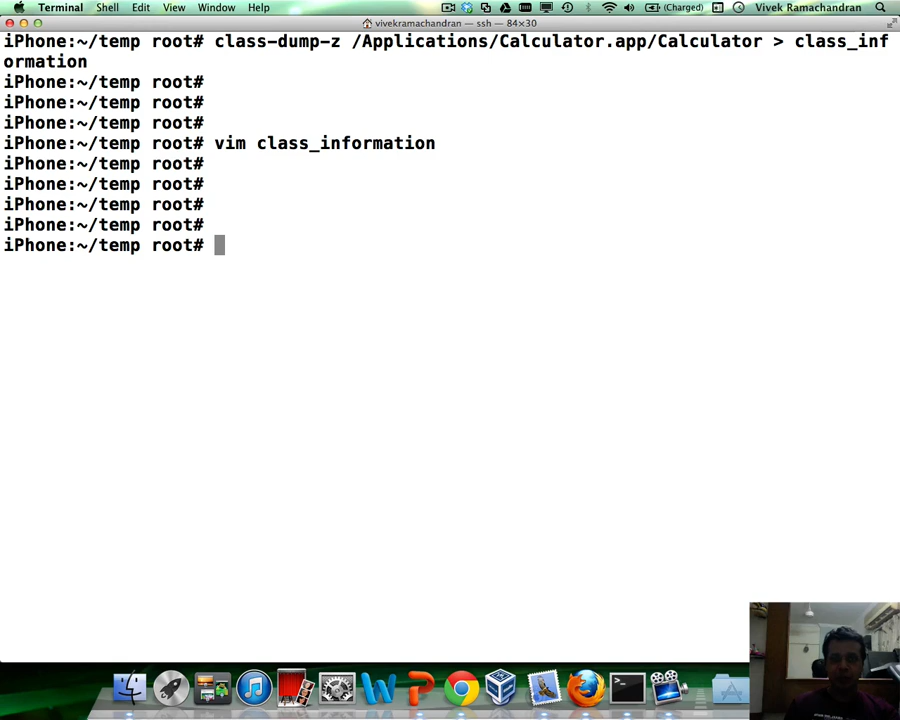 Terminal Shell Edit View Window Help (Charged) Vivek Ramachandran
vivekramachandran — ssh — 84×30
iPhone:~/temp root# class-dump-z /Applications/Calculator.app/Calculator > class_inf
ormation
iPhone:~/temp root#
iPhone:~/temp root#
iPhone:~/temp root#
iPhone:~/temp root# vim class_information
iPhone:~/temp root#
iPhone:~/temp root#
iPhone:~/temp root#
iPhone:~/temp root#
iPhone:~/temp root#